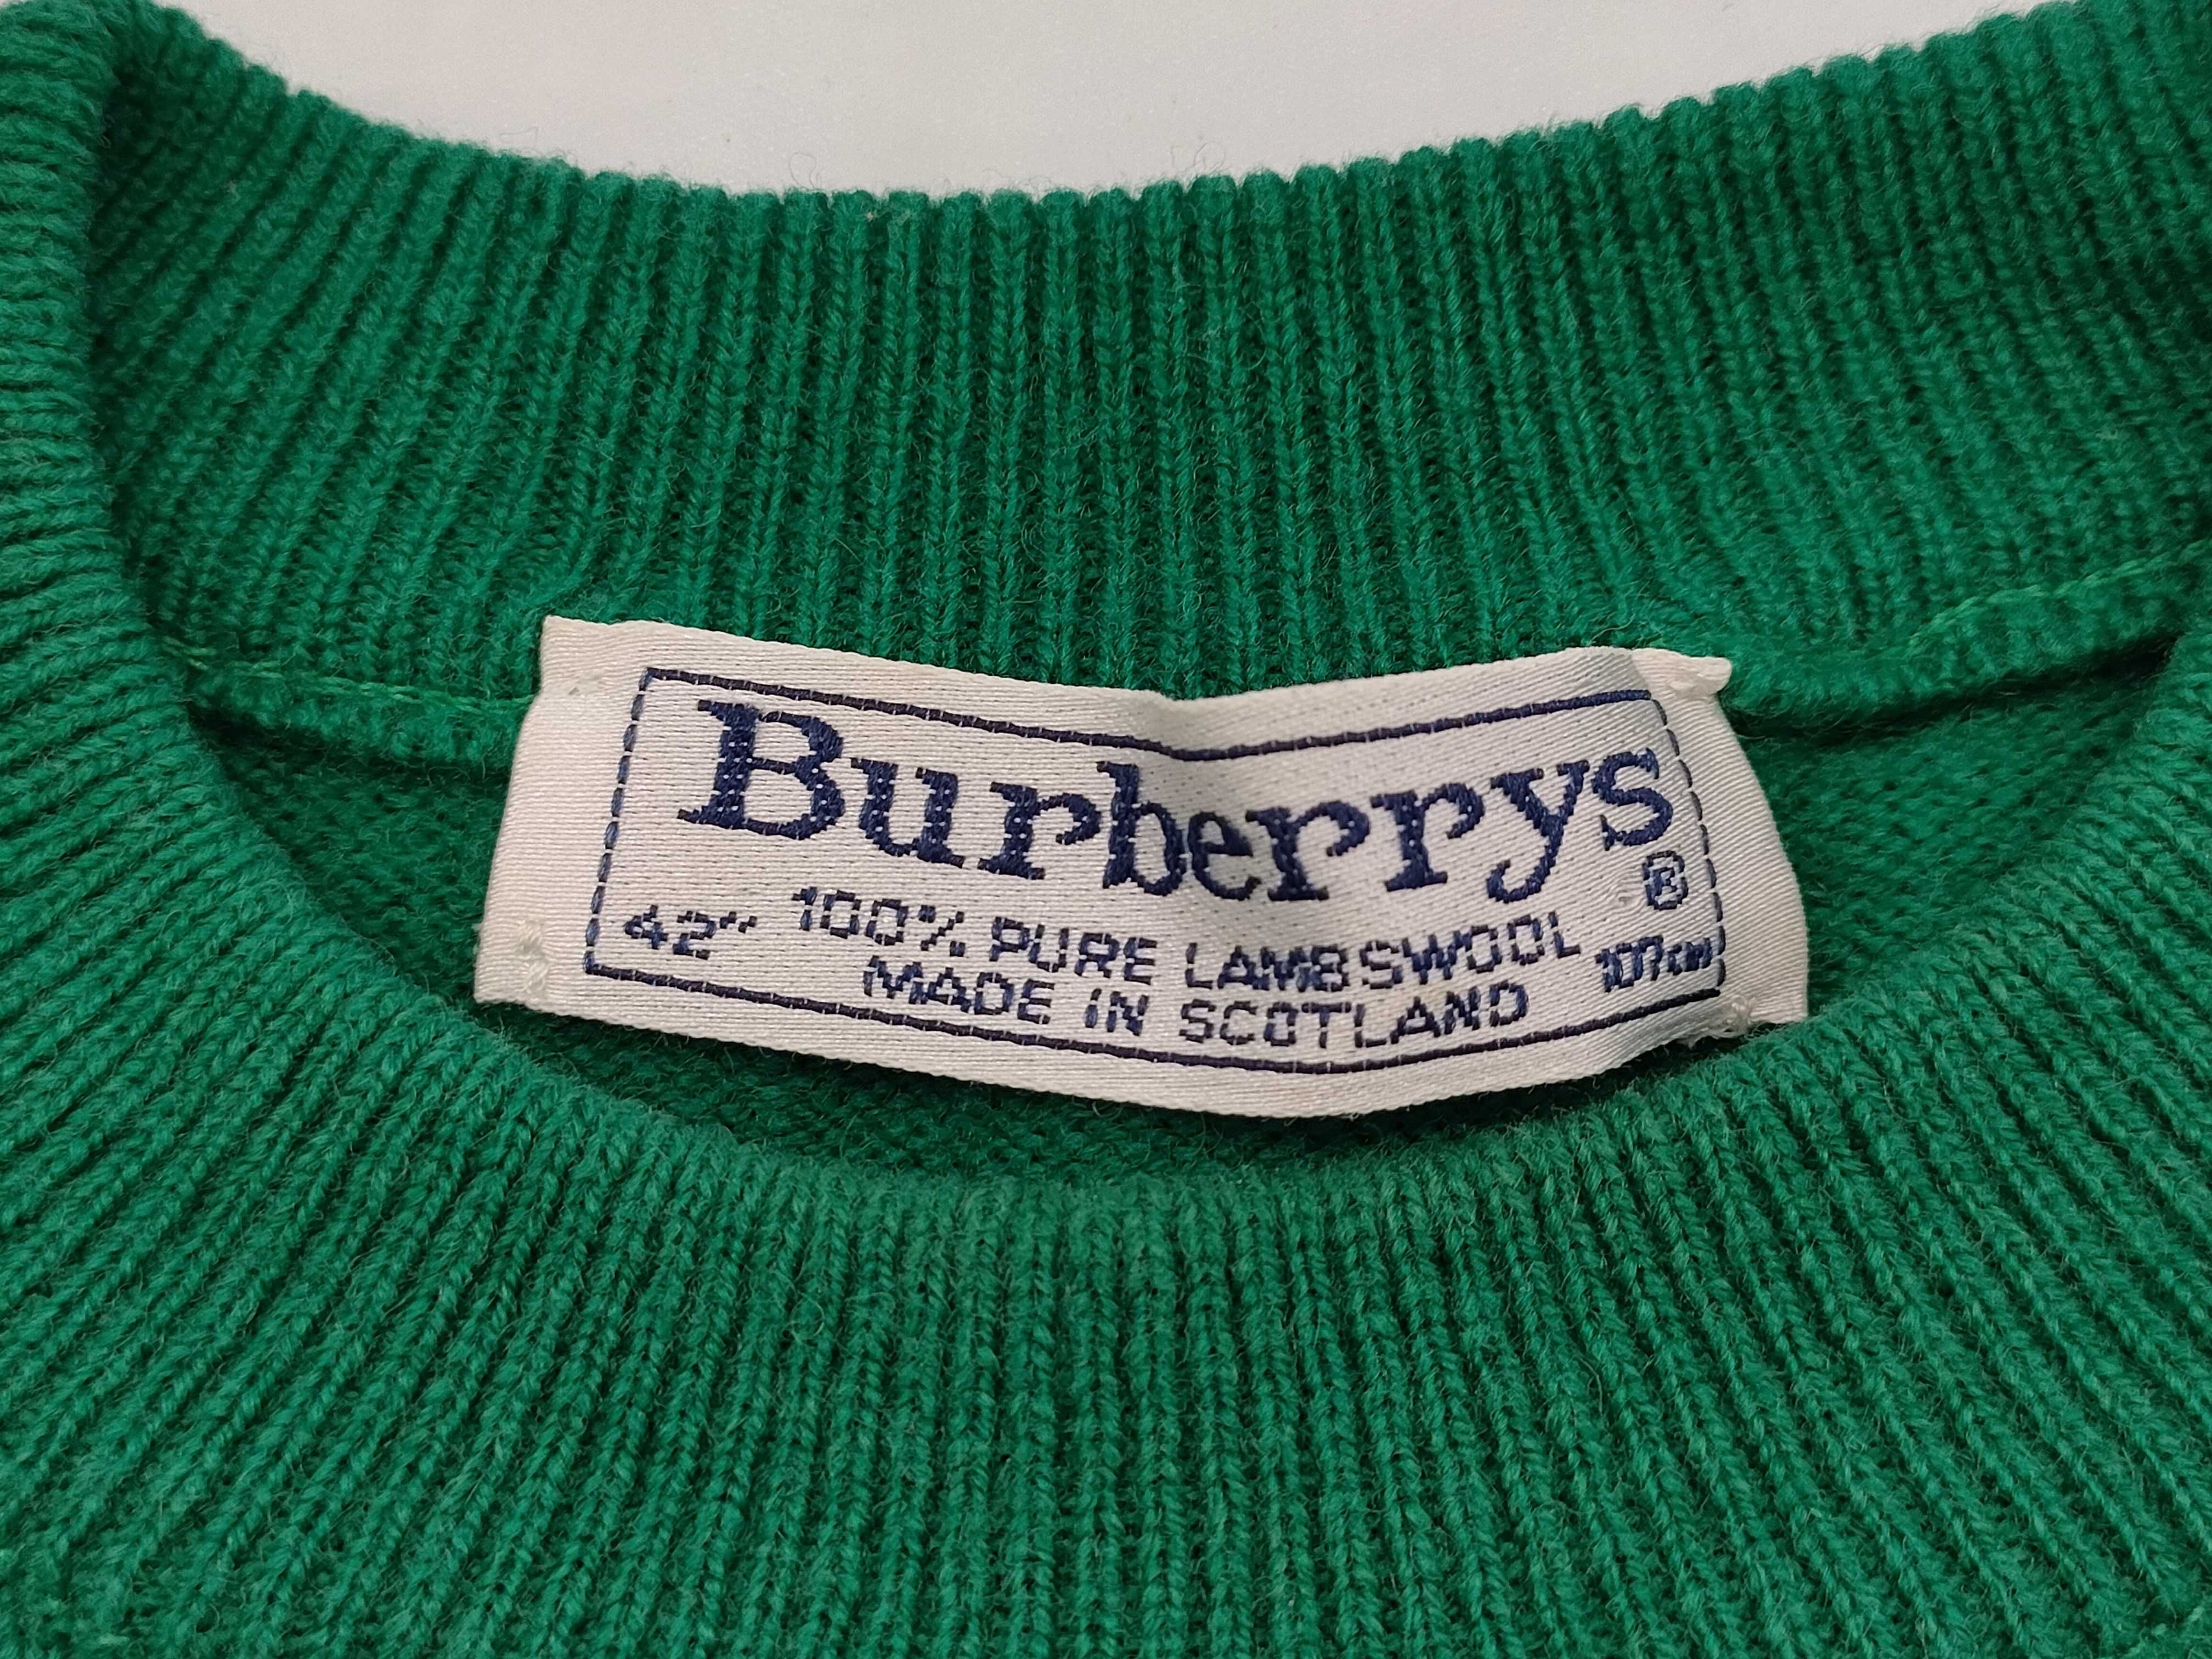 Burberrys ®
42" 100% PURE LAMBSWOOL 107cm
MADE IN SCOTLAND